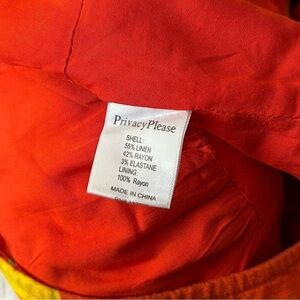 PrivacyPlease
SHELL:
55% LINEN
42% RAYON
3% ELASTANE
LINING:
100% Rayon
MADE IN CHINA